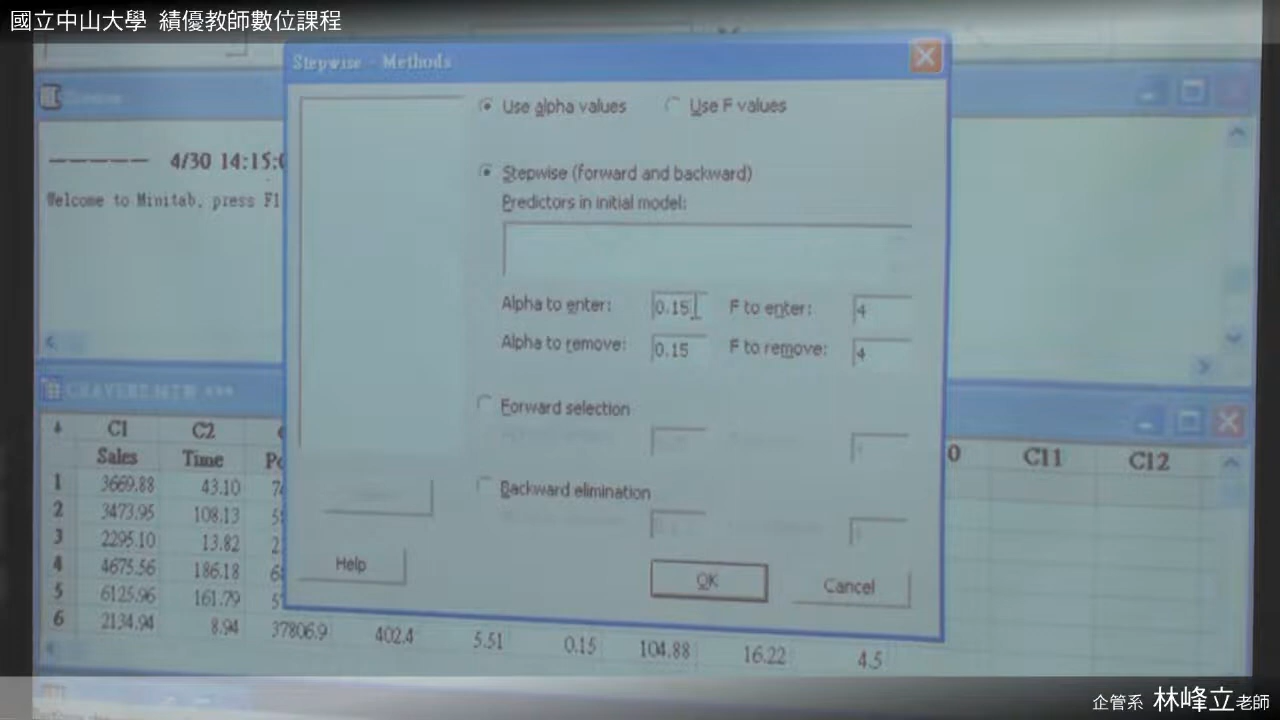 國立中山大學 績優教師數位課程
Stepwise - Methods
Use alpha values
Use F values
4/30 14:15:0
Stepwise (forward and backward)
Welcome to Minitab, press F1
Predictors in initial model:
Alpha to enter: 0.15 F to enter: 4
Alpha to remove: 0.15 F to remove: 4
Forward selection
Backward elimination
Help
OK
Cancel
C1 C2 C11 C12
Sales Time
1 3669.88 43.10
2 3473.95 108.13
3 2295.10 13.82
4 4675.56 186.18
5 6125.96 161.79
6 2134.94 8.94 37806.9 402.4 5.51 0.15 104.88 16.22 4.5
企管系 林峰立老師